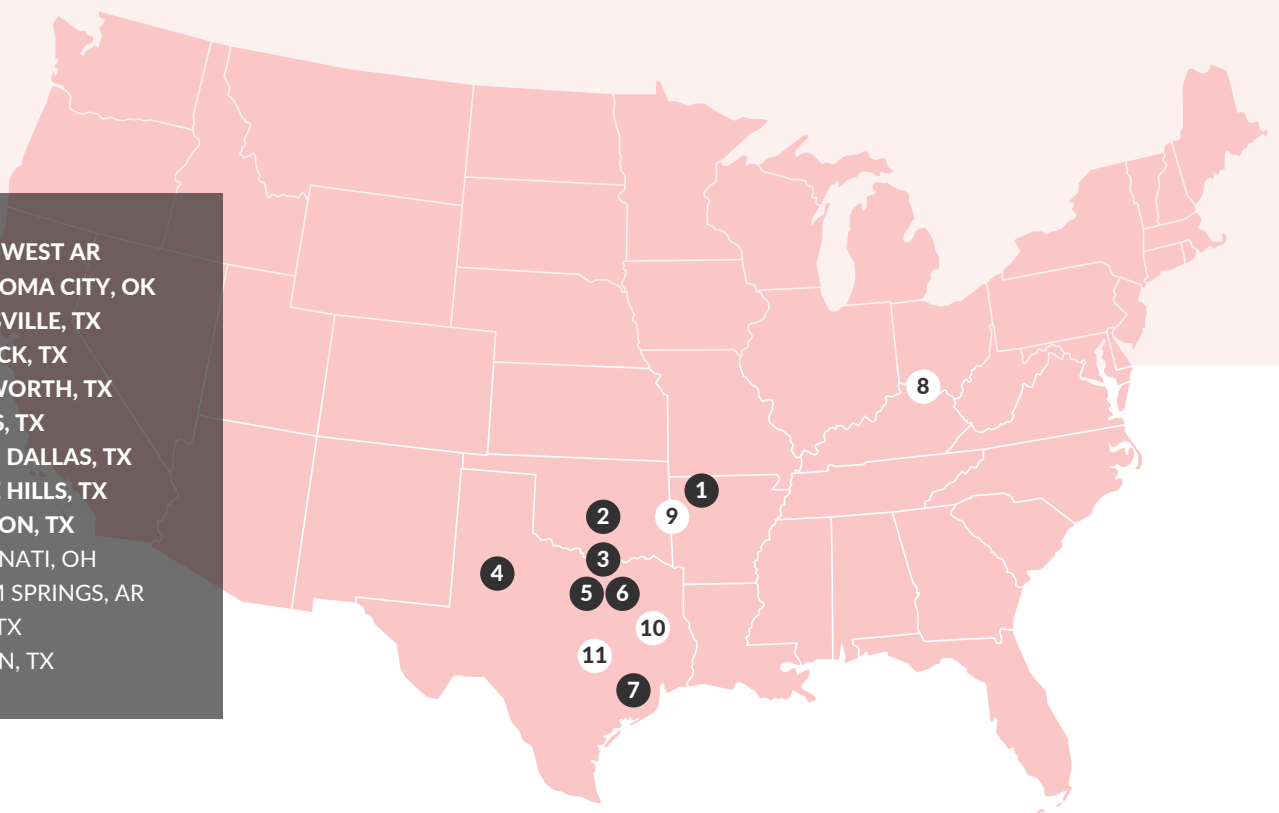 WEST AR
OMA CITY, OK
SVILLE, TX
CK, TX
WORTH, TX
S, TX
DALLAS, TX
E HILLS, TX
ON, TX
NATI, OH
M SPRINGS, AR
TX
N, TX
8
1
2
9
3
4
5
6
10
11
7